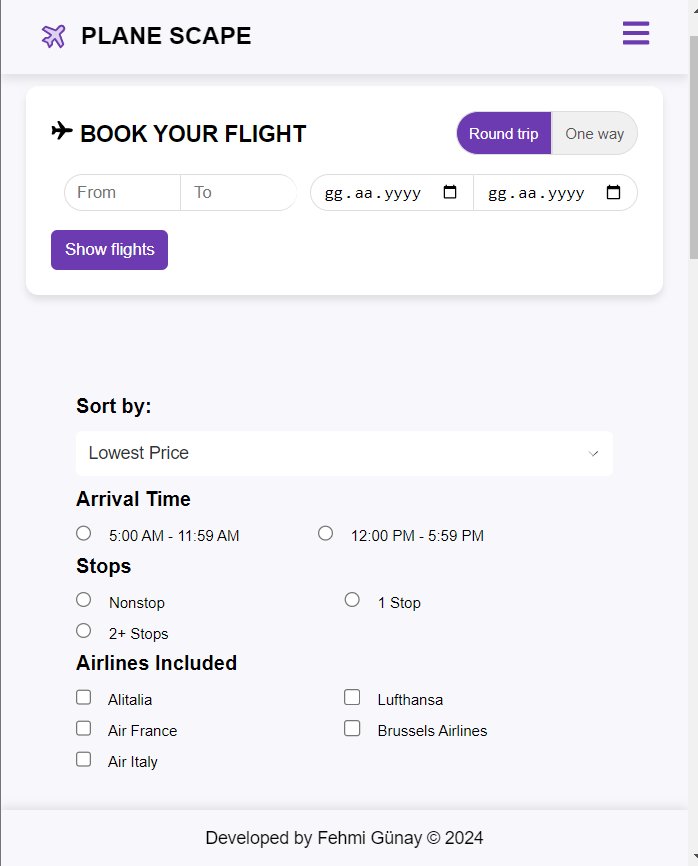 PLANE SCAPE
BOOK YOUR FLIGHT
Round trip
One way
From
To
gg.aa.yyyy
gg.aa.yyyy
Show flights
Sort by:
Lowest Price
Arrival Time
5:00 AM - 11:59 AM
12:00 PM - 5:59 PM
Stops
Nonstop
1 Stop
2+ Stops
Airlines Included
Alitalia
Lufthansa
Air France
Brussels Airlines
Air Italy
Developed by Fehmi Günay © 2024